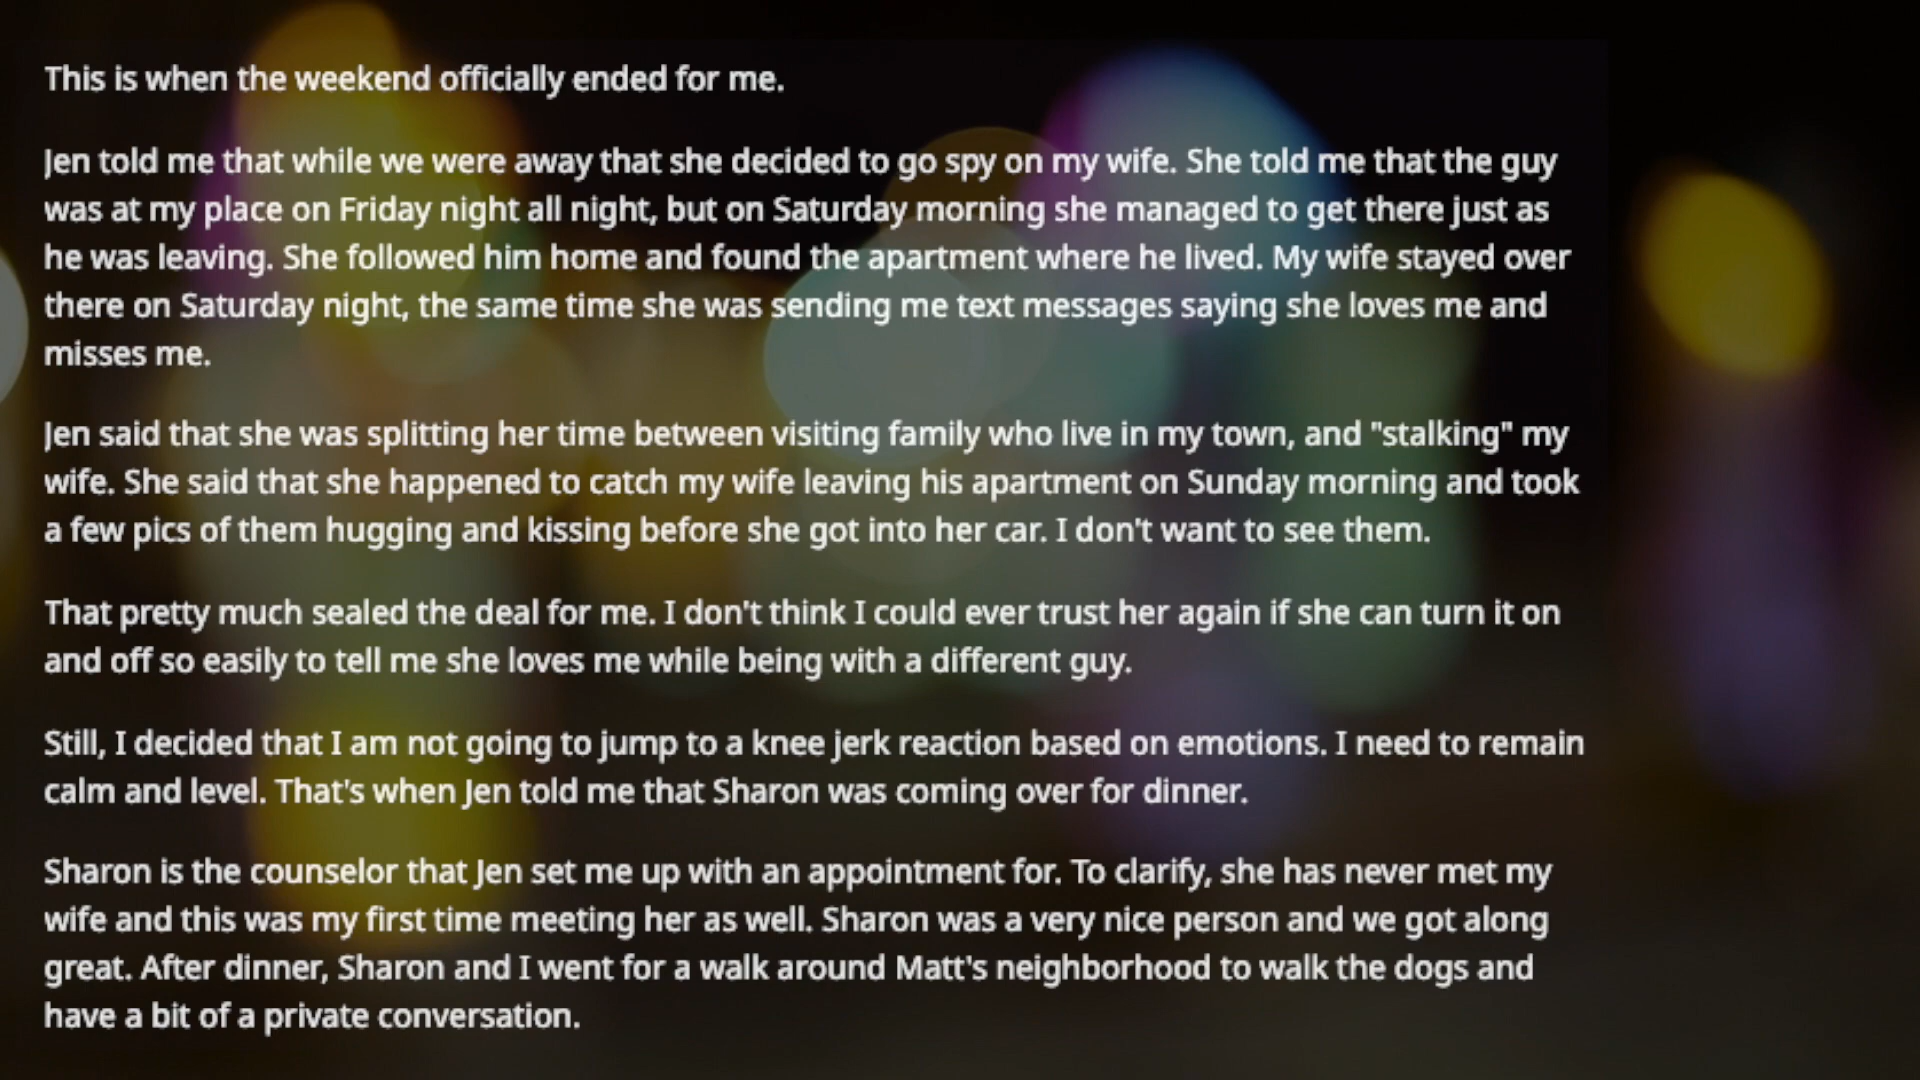 This is when the weekend officially ended for me.
Jen told me that while we were away that she decided to go spy on my wife. She told me that the guy
was at my place on Friday night all night, but on Saturday morning she managed to get there just as
he was leaving. She followed him home and found the apartment where he lived. My wife stayed over
there on Saturday night, the same time she was sending me text messages saying she loves me and
misses me.
Jen said that she was splitting her time between visiting family who live in my town, and "stalking" my
wife. She said that she happened to catch my wife leaving his apartment on Sunday morning and took
a few pics of them hugging and kissing before she got into her car. I don't want to see them.
That pretty much sealed the deal for me. I don't think I could ever trust her again if she can turn it on
and off so easily to tell me she loves me while being with a different guy.
Still, I decided that I am not going to jump to a knee jerk reaction based on emotions. I need to remain
calm and level. That's when Jen told me that Sharon was coming over for dinner.
Sharon is the counselor that Jen set me up with an appointment for. To clarify, she has never met my
wife and this was my first time meeting her as well. Sharon was a very nice person and we got along
great. After dinner, Sharon and I went for a walk around Matt's neighborhood to walk the dogs and
have a bit of a private conversation.